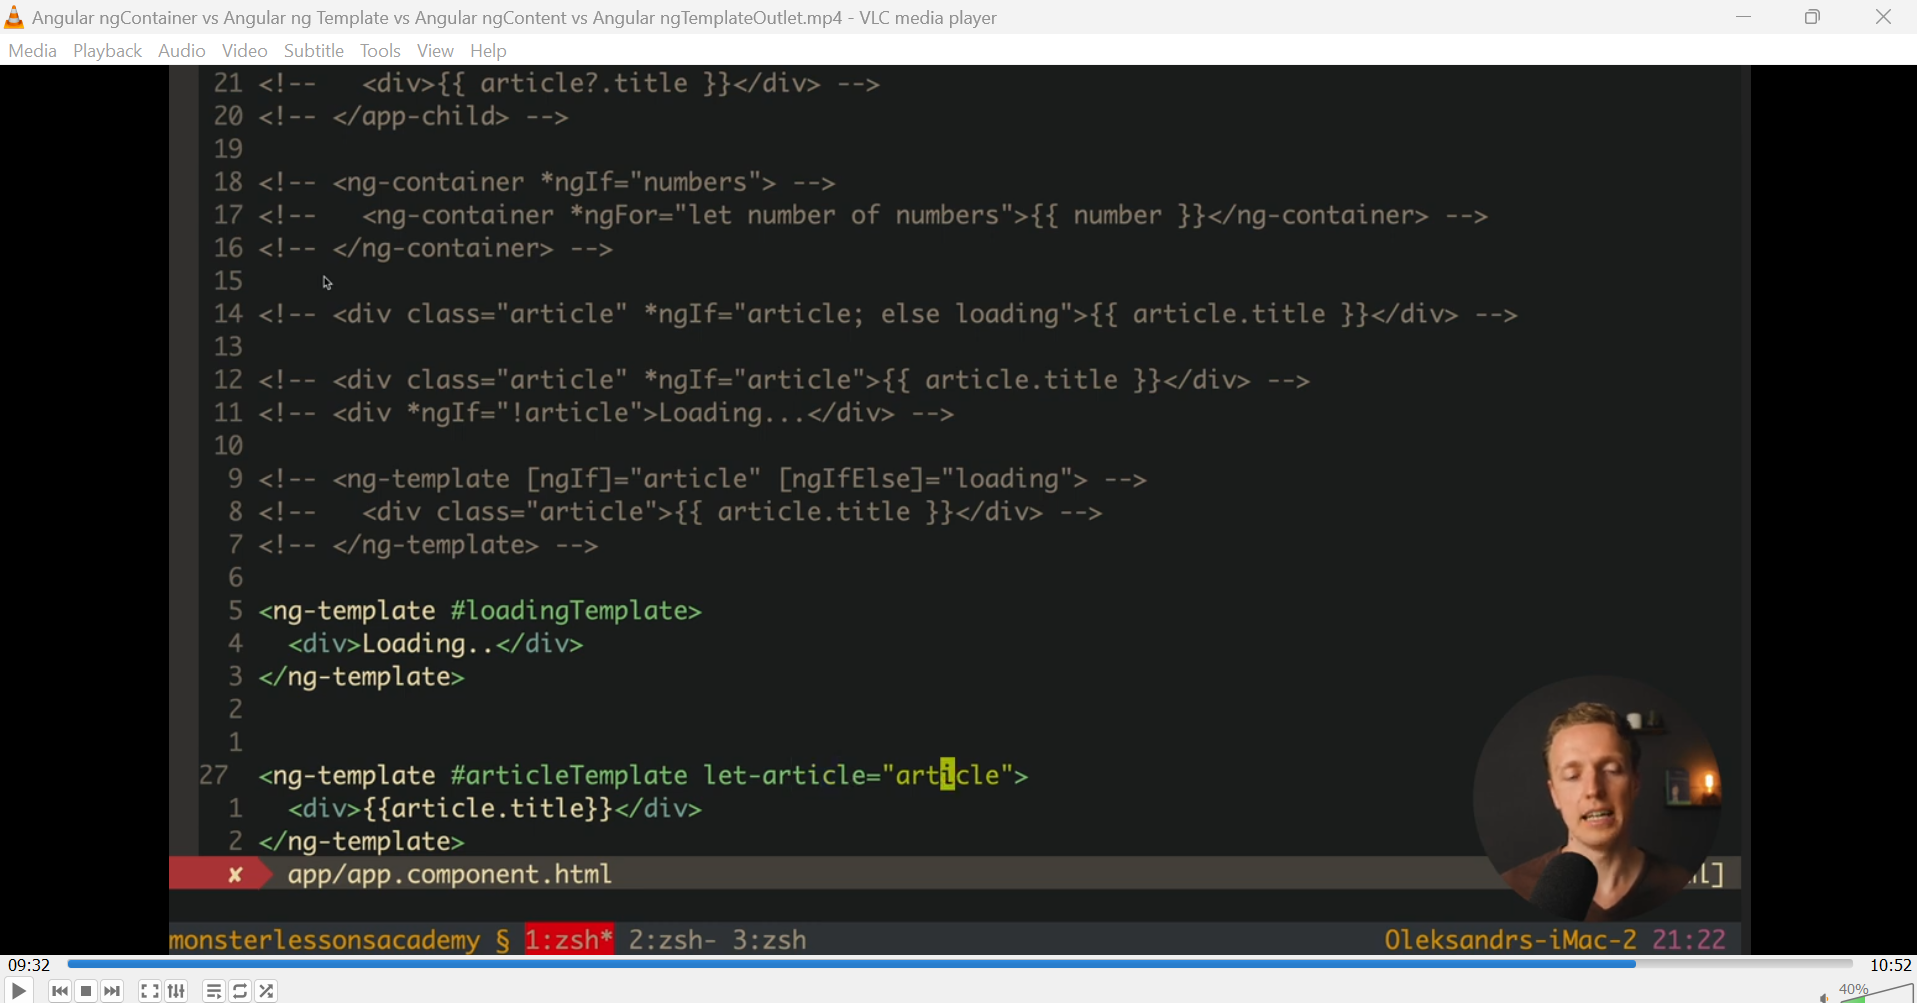 Angular ngContainer vs Angular ng Template vs Angular ngContent vs Angular ngTemplateOutlet.mp4 - VLC media player
Media Playback Audio Video Subtitle Tools View Help
21 <!--   <div>{{ article?.title }}</div> -->
20 <!-- </app-child> -->
19
18 <!-- <ng-container *ngIf="numbers"> -->
17 <!--   <ng-container *ngFor="let number of numbers">{{ number }}</ng-container> -->
16 <!-- </ng-container> -->
15
14 <!-- <div class="article" *ngIf="article; else loading">{{ article.title }}</div> -->
13
12 <!-- <div class="article" *ngIf="article">{{ article.title }}</div> -->
11 <!-- <div *ngIf="!article">Loading...</div> -->
10
9 <!-- <ng-template [ngIf]="article" [ngIfElse]="loading"> -->
8 <!--   <div class="article">{{ article.title }}</div> -->
7 <!-- </ng-template> -->
6
5 <ng-template #loadingTemplate>
4   <div>Loading..</div>
3 </ng-template>
2
1
27 <ng-template #articleTemplate let-article="article">
1   <div>{{article.title}}</div>
2 </ng-template>
✘ app/app.component.html
monsterlessonsacademy § 1:zsh* 2:zsh- 3:zsh Oleksandrs-iMac-2 21:22
09:32 10:52
40%